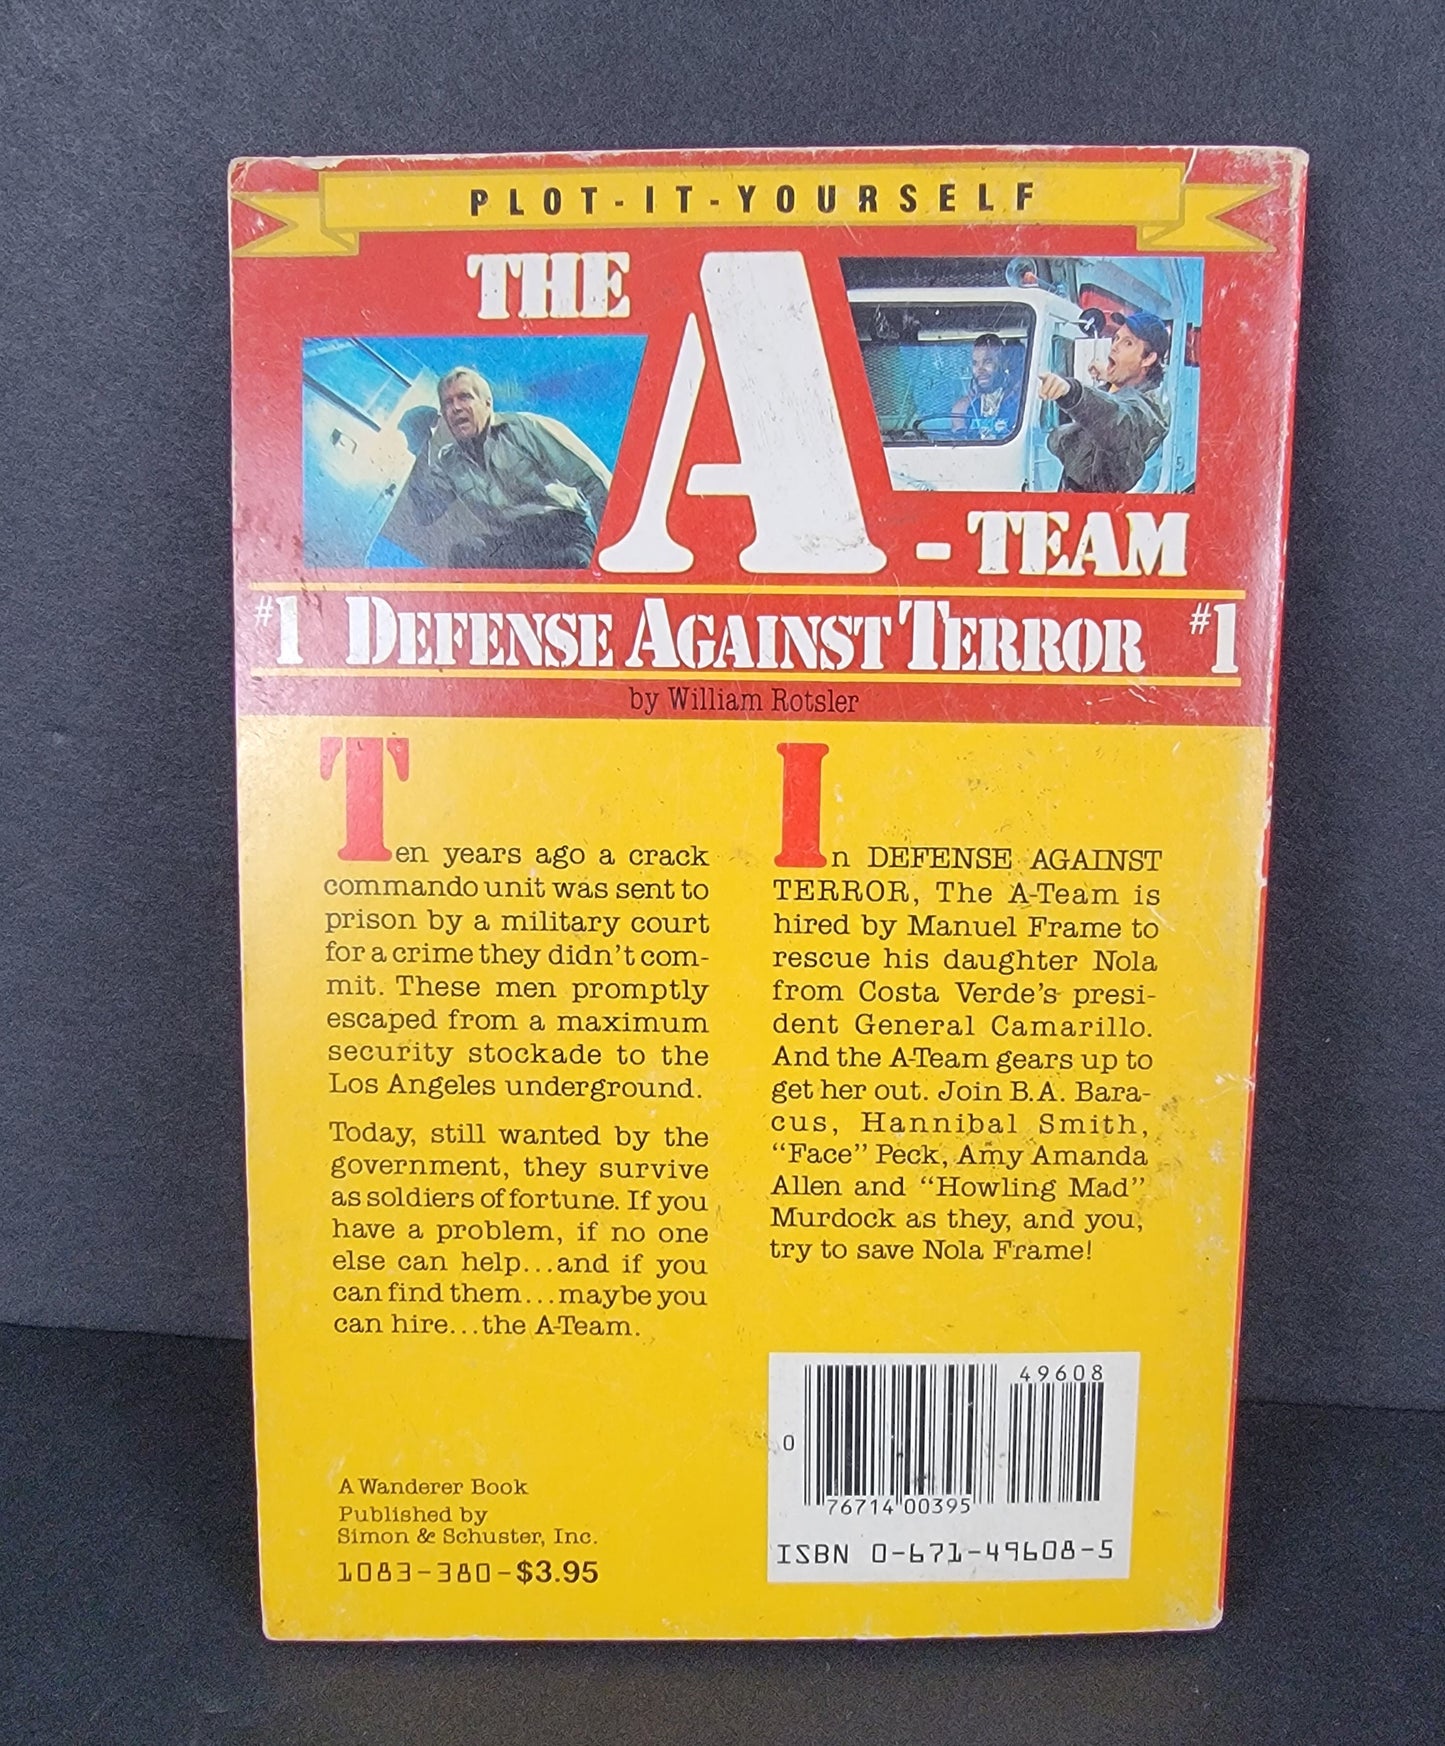 PLOT-IT-YOURSELF
THE A-TEAM
#1 DEFENSE AGAINST TERROR #1
by William Rotsler
Ten years ago a crack
commando unit was sent to
prison by a military court
for a crime they didn't com-
mit. These men promptly
escaped from a maximum
security stockade to the
Los Angeles underground.
Today, still wanted by the
government, they survive
as soldiers of fortune. If you
have a problem, if no one
else can help...and if you
can find them...maybe you
can hire...the A-Team.
In DEFENSE AGAINST
TERROR, The A-Team is
hired by Manuel Frame to
rescue his daughter Nola
from Costa Verde's presi-
dent General Camarillo.
And the A-Team gears up to
get her out. Join B.A. Bara-
cus, Hannibal Smith,
"Face" Peck, Amy Amanda
Allen and "Howling Mad"
Murdock as they, and you,
try to save Nola Frame!
A Wanderer Book
Published by
Simon & Schuster, Inc.
1083-380-$3.95
49608
0
76714 00395
ISBN 0-671-49608-5